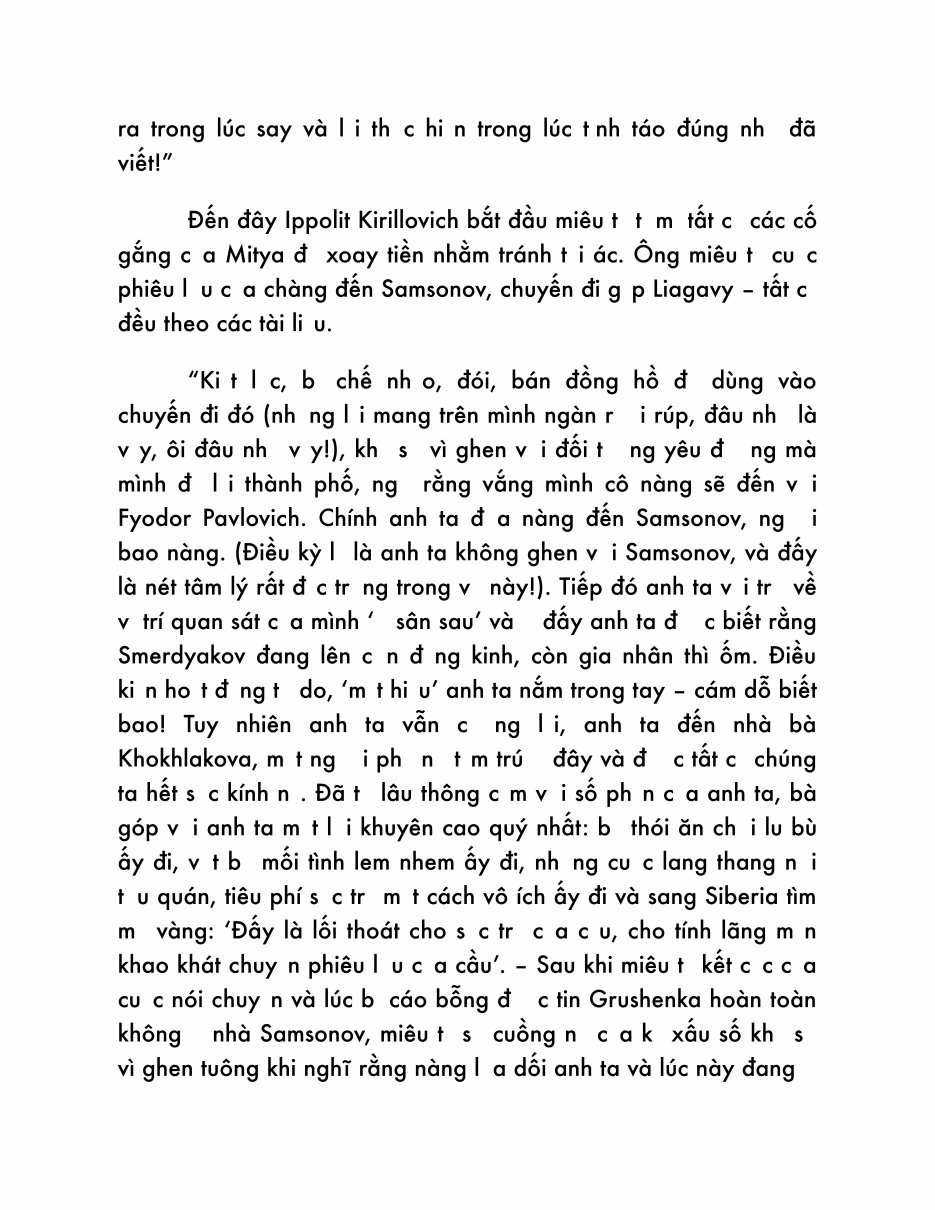 ra trong lúc say và l i th c hi n trong lúc t nh táo đúng nh đã
viết!”
Đến đây Ippolit Kirillovich bắt đầu miêu t t m tất c các cố
gắng c a Mitya đ xoay tiền nhằm tránh t i ác. Ông miêu t cu c
phiêu l u c a chàng đến Samsonov, chuyến đi g p Liagavy – tất c
đều theo các tài li u.
“Ki t l c, b chế nh o, đói, bán đồng hồ đ dùng vào
chuyến đi đó (nh ng l i mang trên mình ngàn r i rúp, đâu nh là
v y, ôi đâu nh v y!), kh s vì ghen v i đối t ng yêu đ ng mà
mình đ l i thành phố, ng rằng vắng mình cô nàng sẽ đến v i
Fyodor Pavlovich. Chính anh ta đ a nàng đến Samsonov, ng i
bao nàng. (Điều kỳ l là anh ta không ghen v i Samsonov, và đấy
là nét tâm lý rất đ c tr ng trong v này!). Tiếp đó anh ta v i tr về
v trí quan sát c a mình ‘ sân sau’ và đấy anh ta đ c biết rằng
Smerdyakov đang lên c n đ ng kinh, còn gia nhân thì ốm. Điều
ki n ho t đ ng t do, ‘m t hi u’ anh ta nắm trong tay – cám dỗ biết
bao! Tuy nhiên anh ta vẫn c ng l i, anh ta đến nhà bà
Khokhlakova, m t ng i ph n t m trú đây và đ c tất c chúng
ta hết s c kính n . Đã t lâu thông c m v i số ph n c a anh ta, bà
góp v i anh ta m t l i khuyên cao quý nhất: b thói ăn ch i lu bù
ấy đi, v t b mối tình lem nhem ấy đi, nh ng cu c lang thang n i
t u quán, tiêu phí s c tr m t cách vô ích ấy đi và sang Siberia tìm
m vàng: ‘Đấy là lối thoát cho s c tr c a c u, cho tính lãng m n
khao khát chuy n phiêu l u c a cầu’. – Sau khi miêu t kết c c c a
cu c nói chuy n và lúc b cáo bỗng đ c tin Grushenka hoàn toàn
không nhà Samsonov, miêu t s cuồng n c a k xấu số kh s
vì ghen tuông khi nghĩ rằng nàng l a dối anh ta và lúc này đang